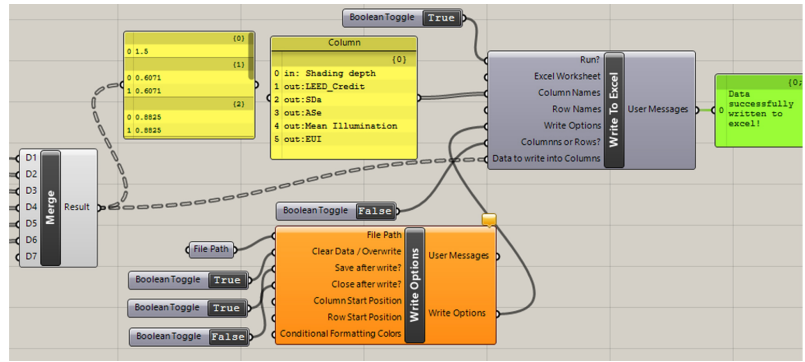 Boolean Toggle True
{0}
0 1.5
{1}
0 0.6071
1 0.6071
{2}
0 0.8825
1 0.8825
Column
{0}
0 in: Shading depth
1 out:LEED_Credit
2 out:SDa
3 out:ASe
4 out:Mean Illumination
5 out:EUI
Run?
Excel Worksheet
Column Names
Row Names
Write Options
Columnns or Rows?
Data to write into Columns
Write To Excel
User Messages
{0;
0 Data successfully
written to
excel!
D1
D2
D3
D4
D5
D6
D7
Merge
Result
Boolean Toggle False
File Path
Boolean Toggle True
Boolean Toggle True
Boolean Toggle False
File Path
Clear Data / Overwrite
Save after write?
Close after write?
Column Start Position
Row Start Position
Conditional Formatting Colors
Write Options
User Messages
Write Options